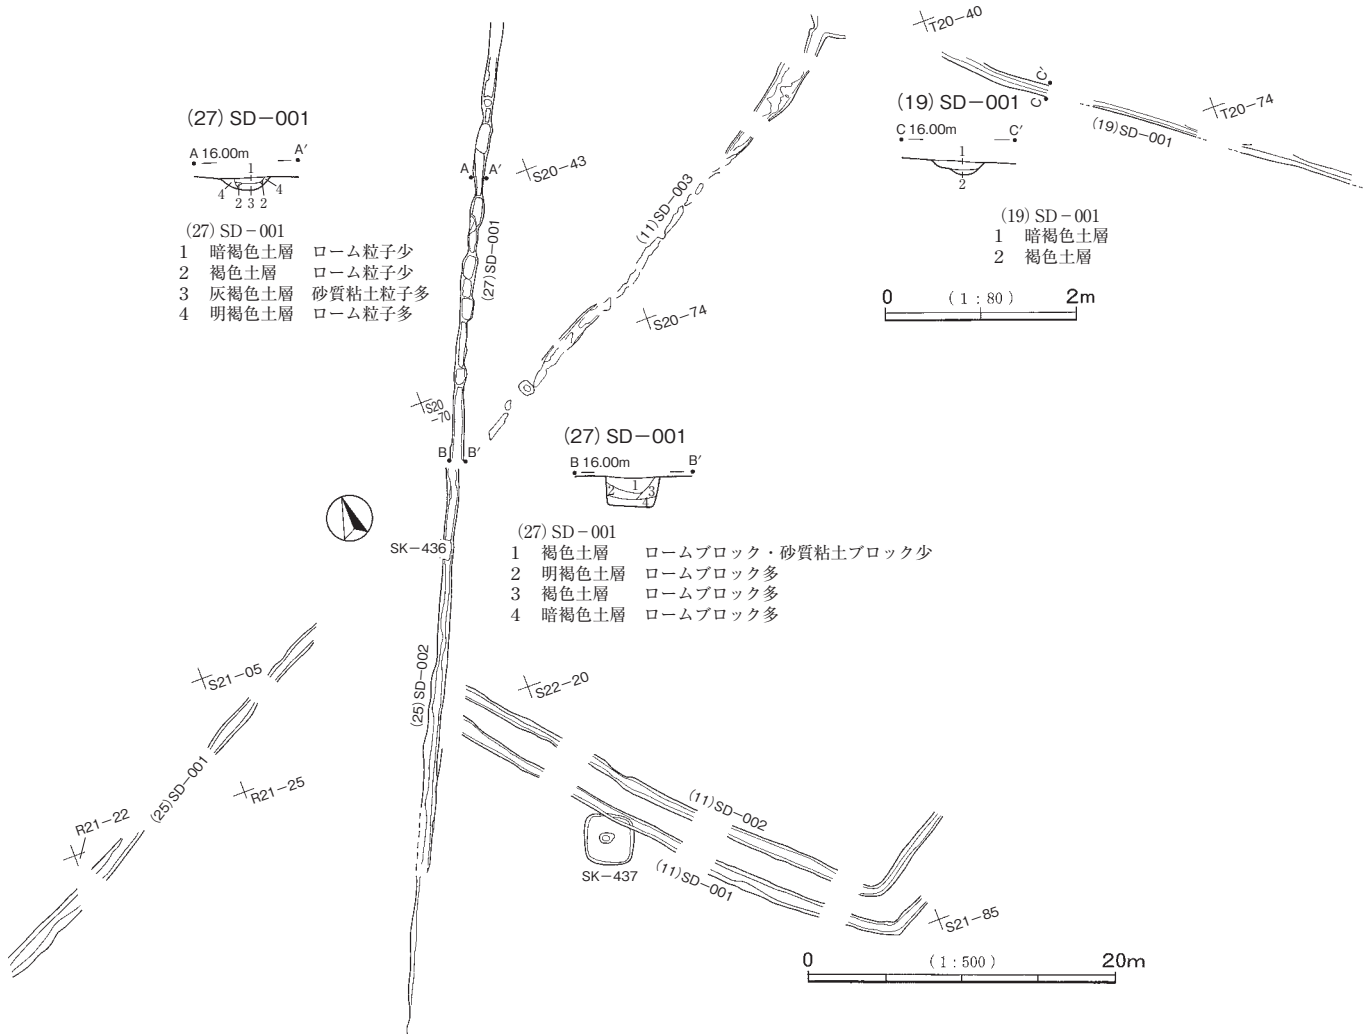 T20-40
(27) SD-001
A 16.00m A′
1
4 2 3 2 4
(27) SD-001
1 暗褐色土層 ローム粒子少
2 褐色土層 ローム粒子少
3 灰褐色土層 砂質粘土粒子多
4 明褐色土層 ローム粒子多
A A′
S20-43
(27)SD-001
(11)SD-003
S20-74
C′
C
(19)SD-001
T20-74
(19) SD-001
C 16.00m C′
1
2
(19) SD-001
1 暗褐色土層
2 褐色土層
0 (1:80) 2m
S20
-70
B B′
(27) SD-001
B 16.00m B′
2 1 3
4
(27) SD-001
1 褐色土層 ロームブロック・砂質粘土ブロック少
2 明褐色土層 ロームブロック多
3 褐色土層 ロームブロック多
4 暗褐色土層 ロームブロック多
SK-436
(25)SD-002
S21-05
(25)SD-001
R21-25
R21-22
S22-20
(11)SD-002
(11)SD-001
SK-437
S21-85
0 (1:500) 20m